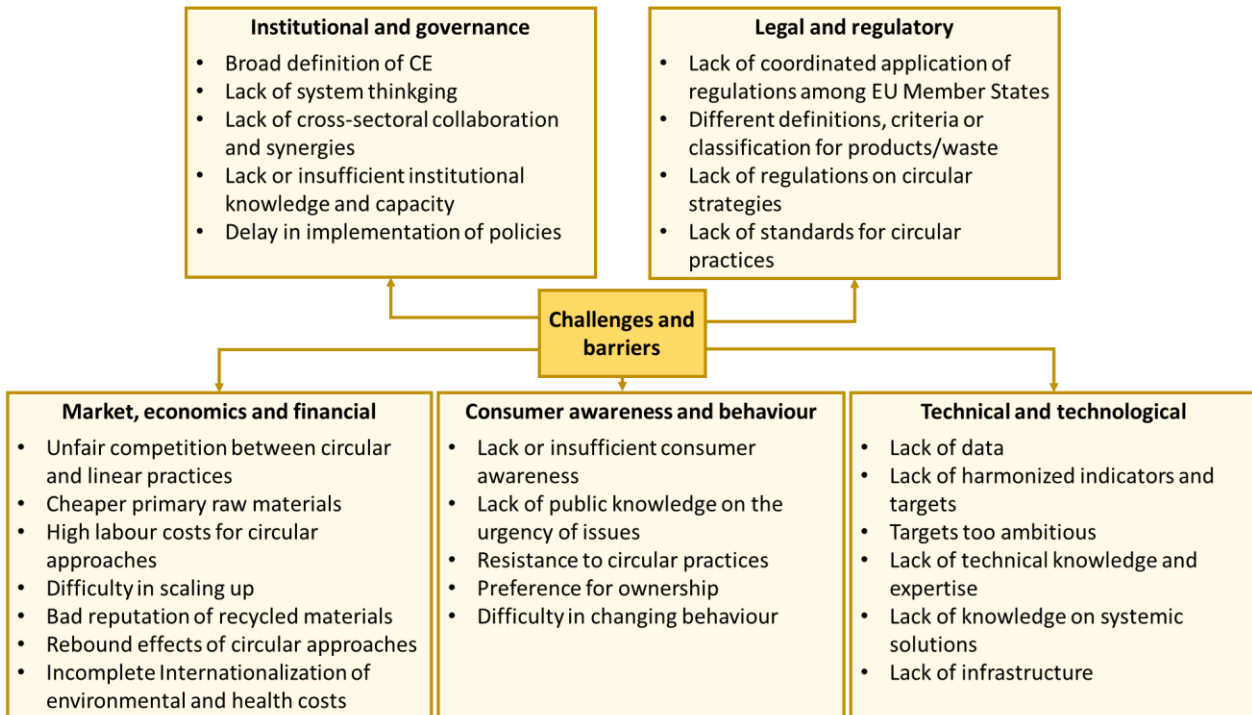 Institutional and governance
• Broad definition of CE
• Lack of system thinkging
• Lack of cross-sectoral collaboration
and synergies
• Lack or insufficient institutional
knowledge and capacity
• Delay in implementation of policies
Legal and regulatory
• Lack of coordinated application of
regulations among EU Member States
• Different definitions, criteria or
classification for products/waste
• Lack of regulations on circular
strategies
• Lack of standards for circular
practices
Challenges and
barriers
Market, economics and financial
• Unfair competition between circular
and linear practices
• Cheaper primary raw materials
• High labour costs for circular
approaches
• Difficulty in scaling up
• Bad reputation of recycled materials
• Rebound effects of circular approaches
• Incomplete Internationalization of
environmental and health costs
Consumer awareness and behaviour
• Lack or insufficient consumer
awareness
• Lack of public knowledge on the
urgency of issues
• Resistance to circular practices
• Preference for ownership
• Difficulty in changing behaviour
Technical and technological
• Lack of data
• Lack of harmonized indicators and
targets
• Targets too ambitious
• Lack of technical knowledge and
expertise
• Lack of knowledge on systemic
solutions
• Lack of infrastructure